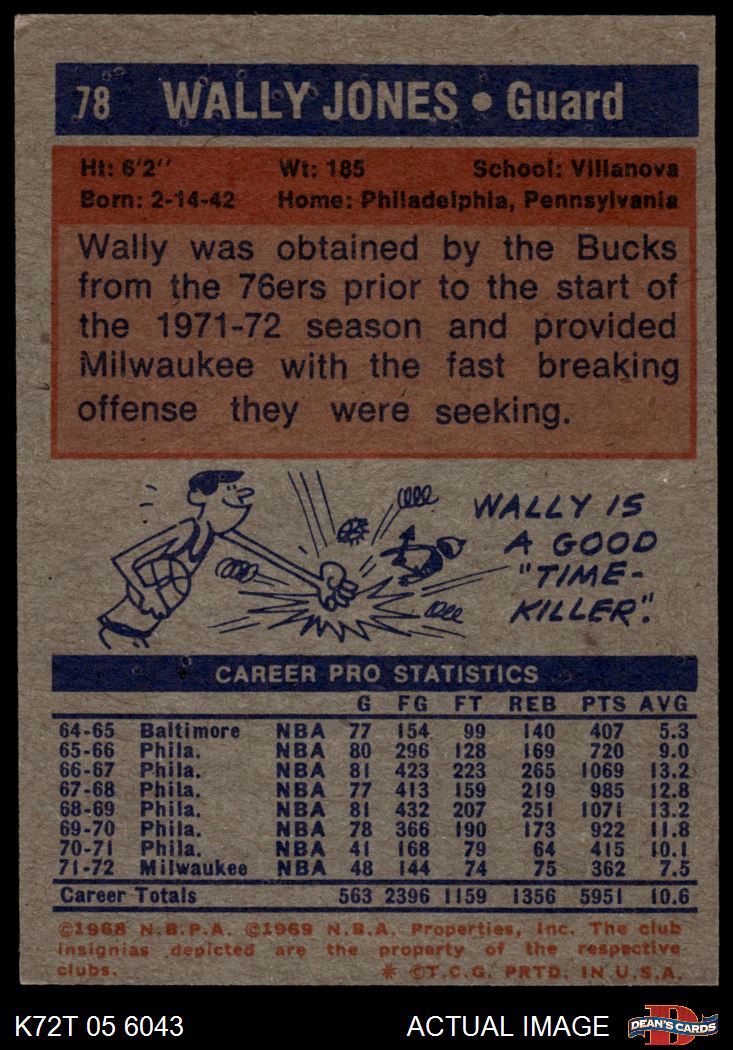 78 WALLY JONES • Guard
Ht: 6'2'' Wt: 185 School: Villanova
Born: 2-14-42 Home: Philadelphia, Pennsylvania
Wally was obtained by the Bucks
from the 76ers prior to the start of
the 1971-72 season and provided
Milwaukee with the fast breaking
offense they were seeking.
WALLY IS
A GOOD
"TIME-
KILLER".
CAREER PRO STATISTICS
G FG FT REB PTS AVG
64-65 Baltimore NBA 77 154 99 140 407 5.3
65-66 Phila. NBA 80 296 128 169 720 9.0
66-67 Phila. NBA 81 423 223 265 1069 13.2
67-68 Phila. NBA 77 413 159 219 985 12.8
68-69 Phila. NBA 81 432 207 251 1071 13.2
69-70 Phila. NBA 78 366 190 173 922 11.8
70-71 Phila. NBA 41 168 79 64 415 10.1
71-72 Milwaukee NBA 48 144 74 75 362 7.5
Career Totals 563 2396 1159 1356 5951 10.6
©1968 N.B.P.A. ©1969 N.B.A. Properties, Inc. The club
insignias depicted are the property of the respective
clubs. * ©T.C.G. PRTD. IN U.S.A.
K72T 05 6043 ACTUAL IMAGE DEAN'S CARDS